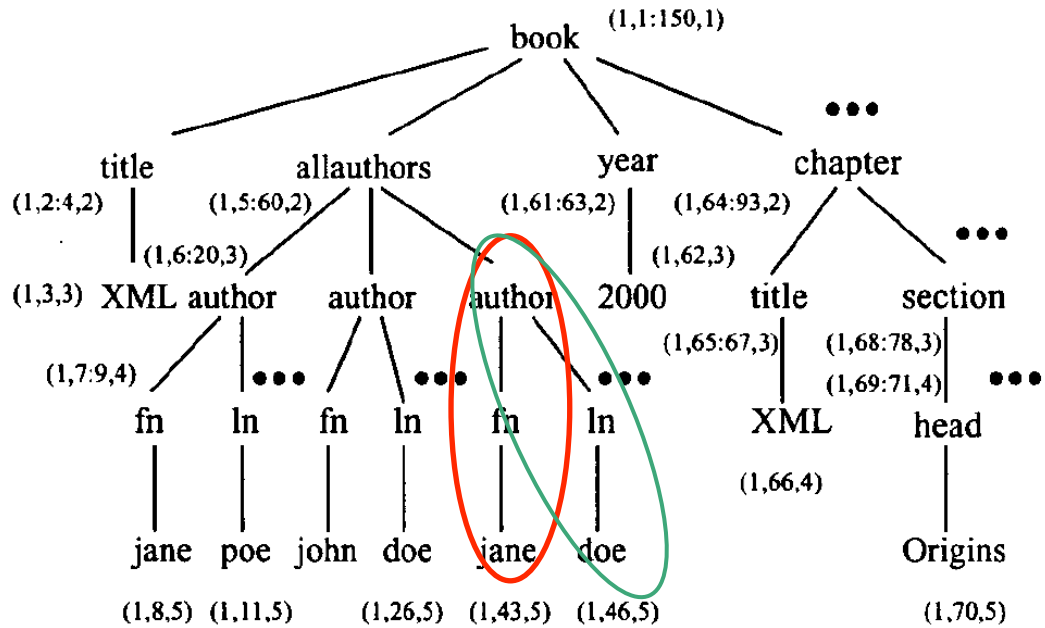 book (1,1:150,1)
•••
title allauthors year chapter
(1,2:4,2) (1,5:60,2) (1,61:63,2) (1,64:93,2)
(1,6:20,3) (1,62,3) •••
(1,3,3) XML author author author 2000 title section
(1,65:67,3) (1,68:78,3)
(1,7:9,4) ••• ••• ••• (1,69:71,4) •••
fn ln fn ln fn ln XML head
(1,66,4)
jane poe john doe jane doe Origins
(1,8,5) (1,11,5) (1,26,5) (1,43,5) (1,46,5) (1,70,5)